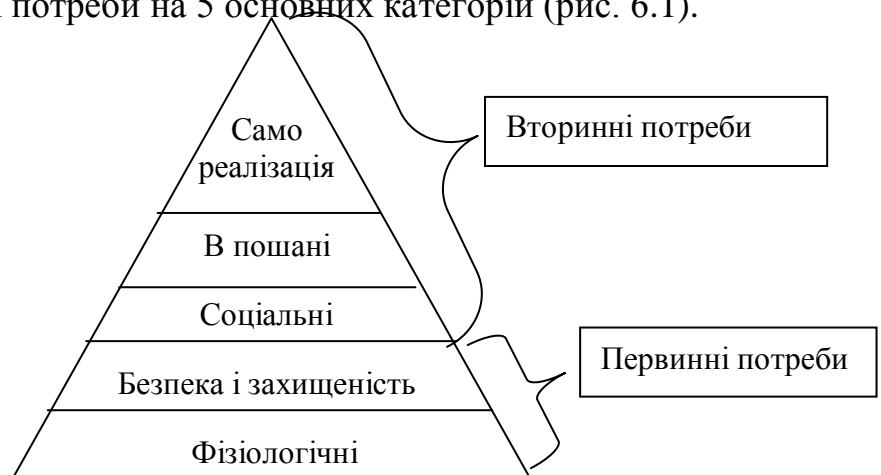 потреби на 5 основних категорій (рис. 6.1).
Само
реалізація
Вторинні потреби
В пошані
Соціальні
Первинні потреби
Безпека і захищеність
Фізіологічні